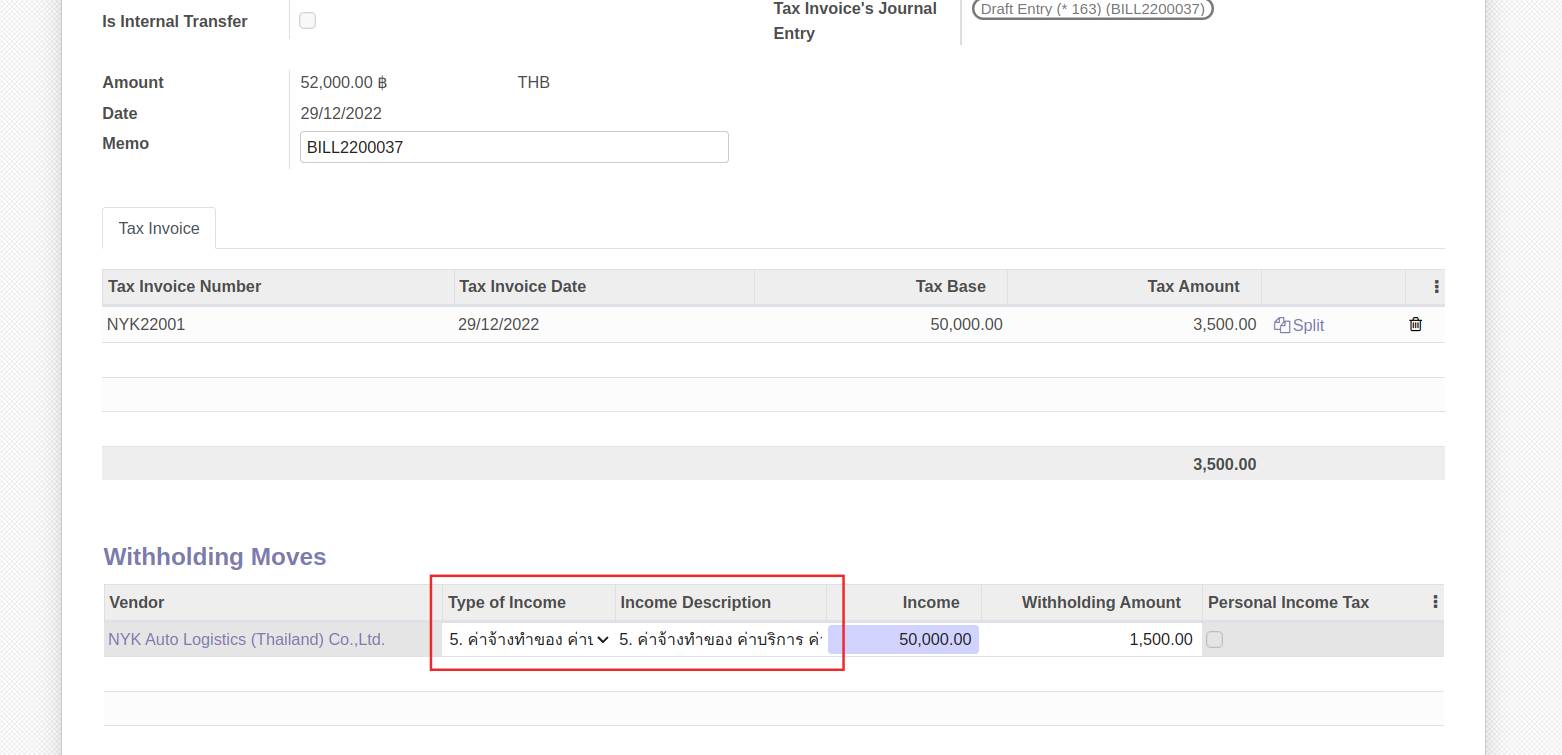 Is Internal Transfer
Tax Invoice's Journal Entry
Draft Entry (* 163) (BILL2200037)
Amount 52,000.00 ฿ THB
Date 29/12/2022
Memo BILL2200037
Tax Invoice
Tax Invoice Number Tax Invoice Date Tax Base Tax Amount
NYK22001 29/12/2022 50,000.00 3,500.00 Split
3,500.00
Withholding Moves
Vendor Type of Income Income Description Income Withholding Amount Personal Income Tax
NYK Auto Logistics (Thailand) Co.,Ltd. 5. ค่าจ้างทำของ 5. ค่าจ้างทำของ ค่าบริการ 50,000.00 1,500.00